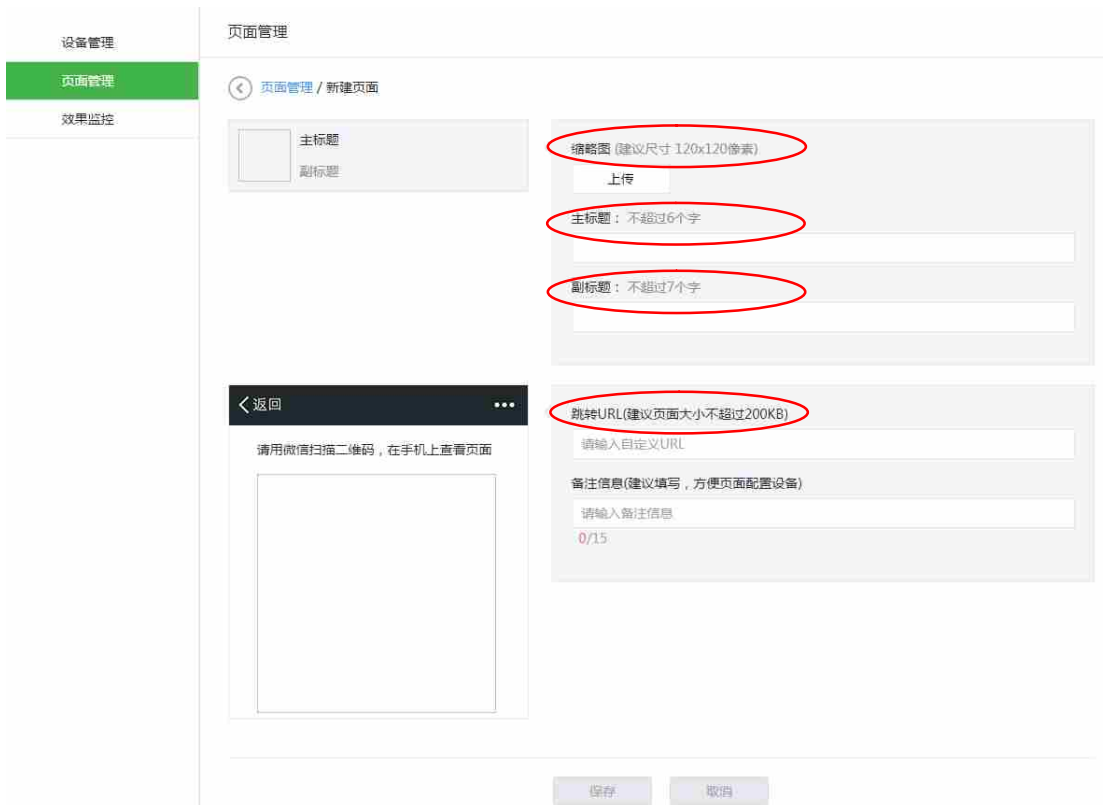 设备管理
页面管理
效果监控
页面管理
页面管理 / 新建页面
主标题
副标题
缩略图 (建议尺寸 120x120像素)
上传
主标题： 不超过6个字
副标题： 不超过7个字
返回
请用微信扫描二维码，在手机上查看页面
跳转URL(建议页面大小不超过200KB)
请输入自定义URL
备注信息(建议填写，方便页面配置设备)
请输入备注信息
0/15
保存
取消